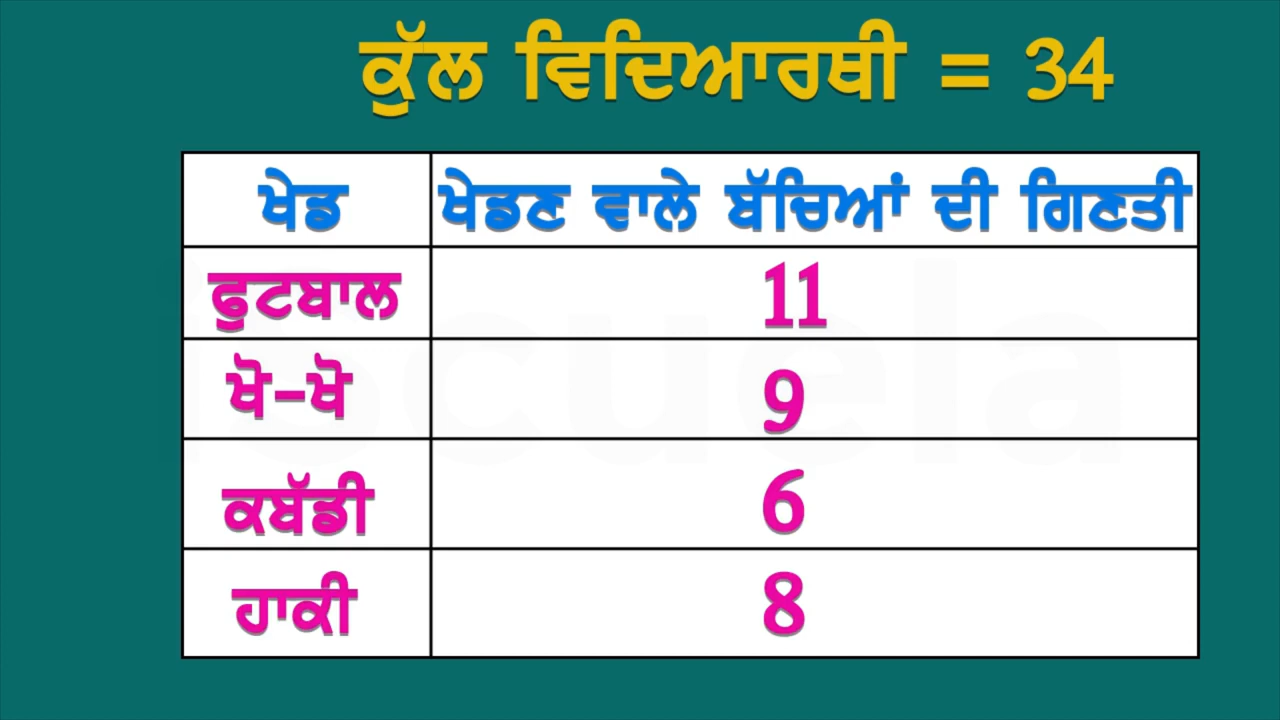 ਕੁੱਲ ਵਿਦਿਆਰਥੀ = 34
ਖੇਡ ਖੇਡਣ ਵਾਲੇ ਬੱਚਿਆਂ ਦੀ ਗਿਣਤੀ
ਫੁਟਬਾਲ 11
ਖੋ-ਖੋ 9
ਕਬੱਡੀ 6
ਹਾਕੀ 8